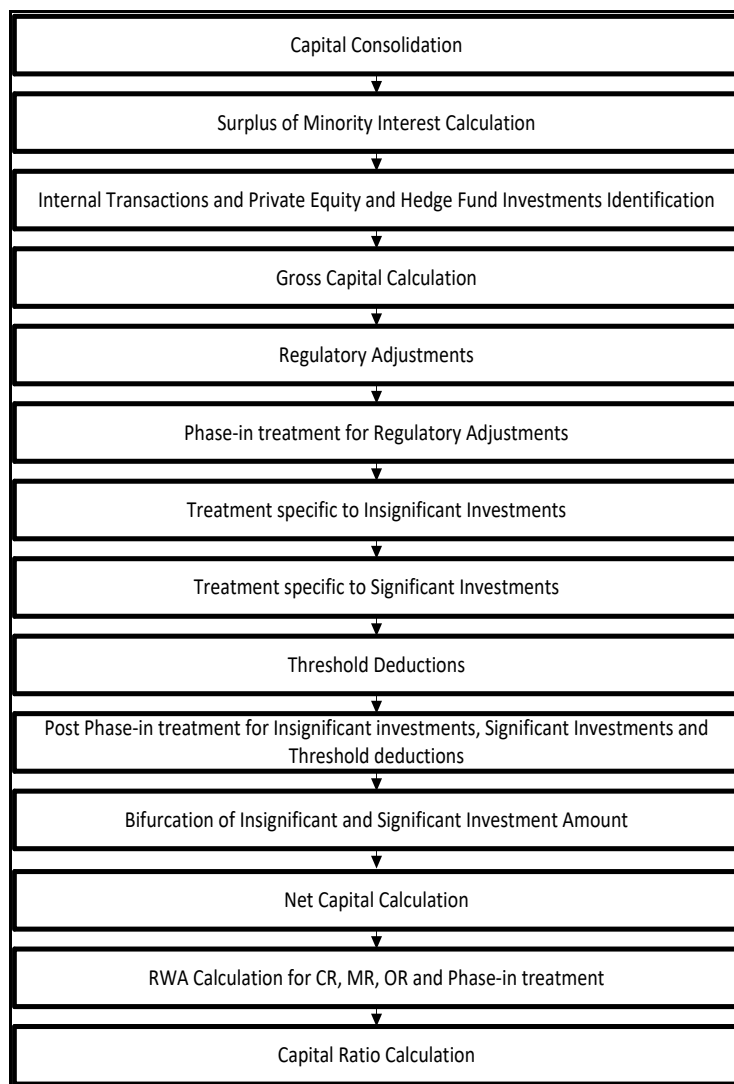 Capital Consolidation
Surplus of Minority Interest Calculation
Internal Transactions and Private Equity and Hedge Fund Investments Identification
Gross Capital Calculation
Regulatory Adjustments
Phase-in treatment for Regulatory Adjustments
Treatment specific to Insignificant Investments
Treatment specific to Significant Investments
Threshold Deductions
Post Phase-in treatment for Insignificant investments, Significant Investments and
Threshold deductions
Bifurcation of Insignificant and Significant Investment Amount
Net Capital Calculation
RWA Calculation for CR, MR, OR and Phase-in treatment
Capital Ratio Calculation